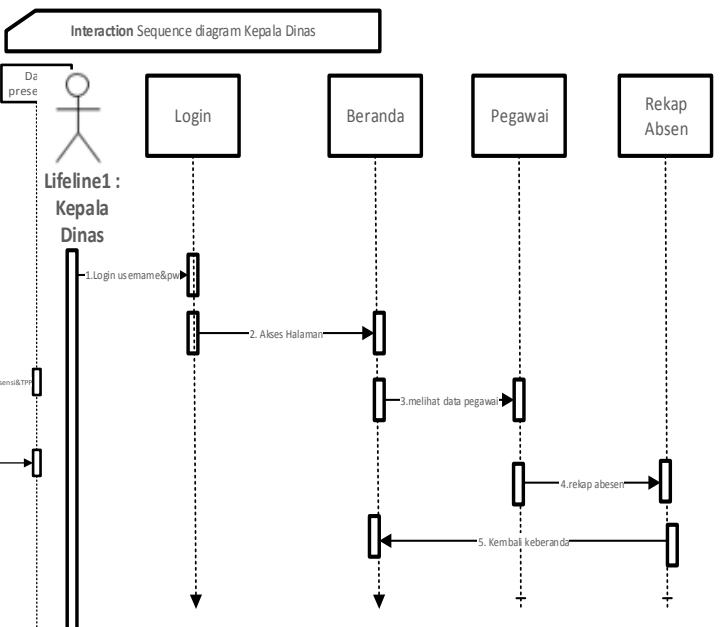 Interaction Sequence diagram Kepala Dinas
Login
Beranda
Pegawai
Rekap
Absen
Lifeline1 :
Kepala
Dinas
1.Login username&pw
2. Akses Halaman
3.melihat data pegawai
4.rekap abesen
5. Kembali keberanda